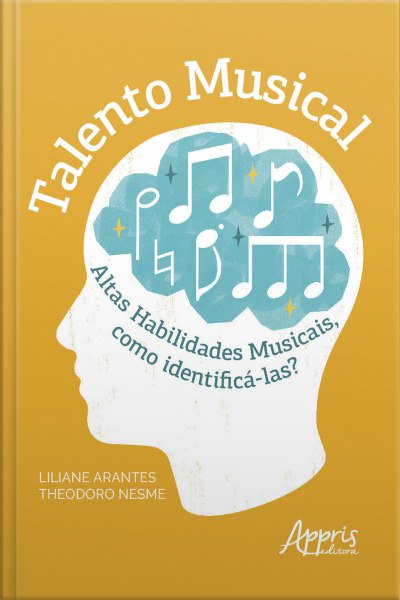 Talento Musical
Altas Habilidades Musicais,
como identificá-las?
LILIANE ARANTES
THEODORO NESME
Appris
editora